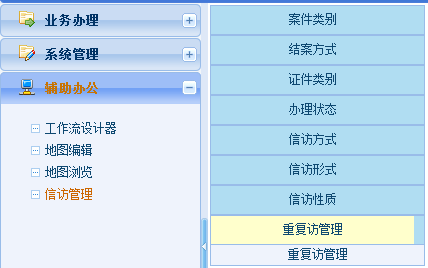 业务办理
系统管理
辅助办公
工作流设计器
地图编辑
地图浏览
信访管理
案件类别
结案方式
证件类别
办理状态
信访方式
信访形式
信访性质
重复访管理
重复访管理